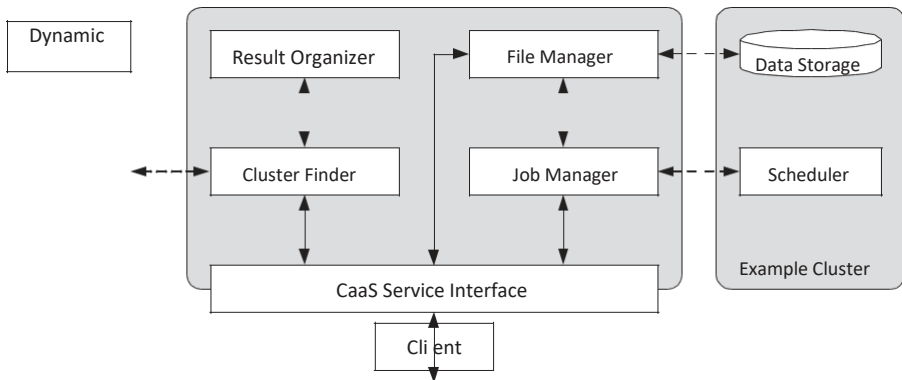 Dynamic
Result Organizer
File Manager
Data Storage
Cluster Finder
Job Manager
Scheduler
Example Cluster
CaaS Service Interface
Client